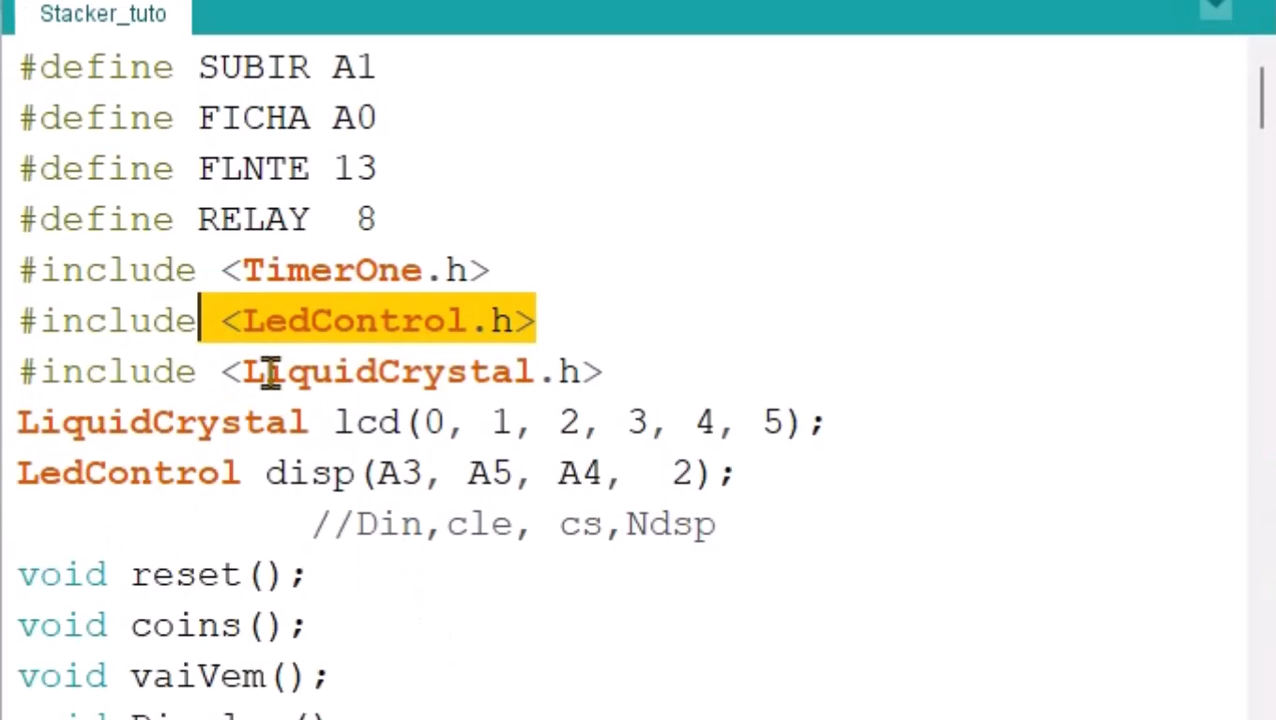 Stacker_tuto
#define SUBIR A1
#define FICHA A0
#define FLNTE 13
#define RELAY  8
#include <TimerOne.h>
#include <LedControl.h>
#include <LiquidCrystal.h>
LiquidCrystal lcd(0, 1, 2, 3, 4, 5);
LedControl disp(A3, A5, A4,  2);
//Din,cle, cs,Ndsp
void reset();
void coins();
void vaiVem();